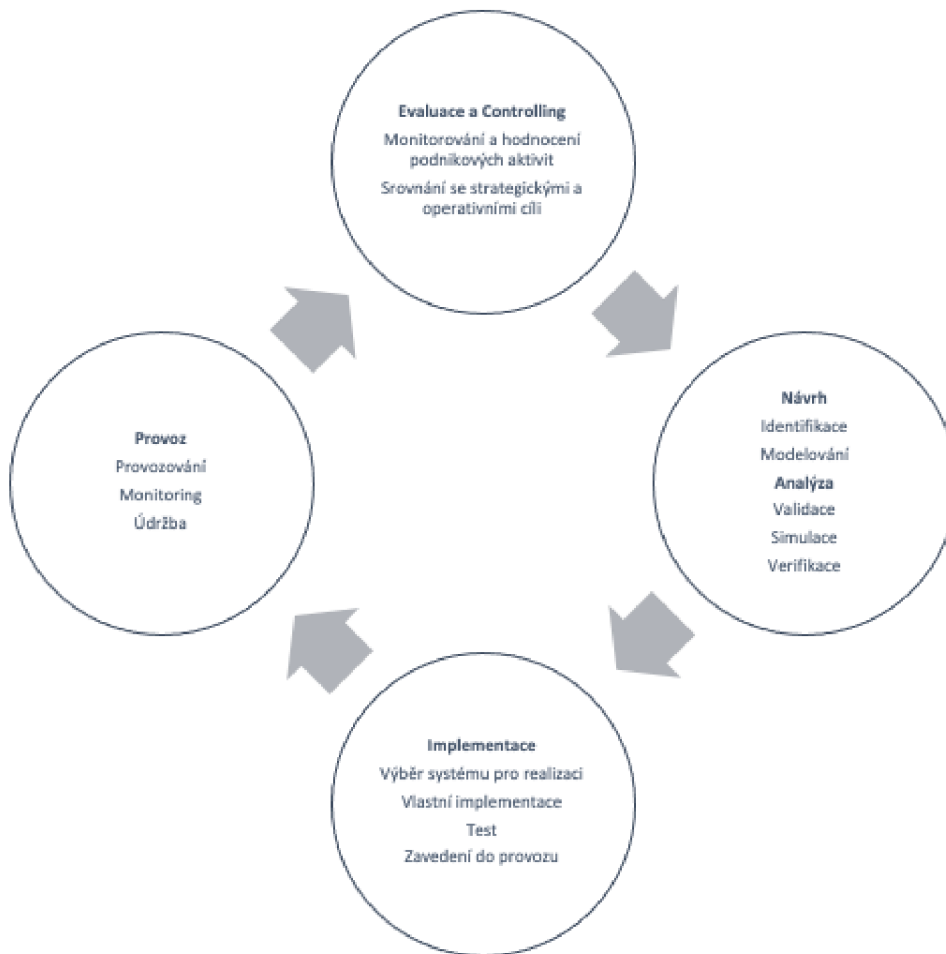 Evaluace a Controlling
Monitorování a hodnocení
podnikových aktivit
Srovnání se strategickými a
operativními cíli
Návrh
Identifikace
Modelování
Analýza
Validace
Simulace
Verifikace
Implementace
Výběr systému pro realizaci
Vlastní implementace
Test
Zavedení do provozu
Provoz
Provozování
Monitoring
Údržba